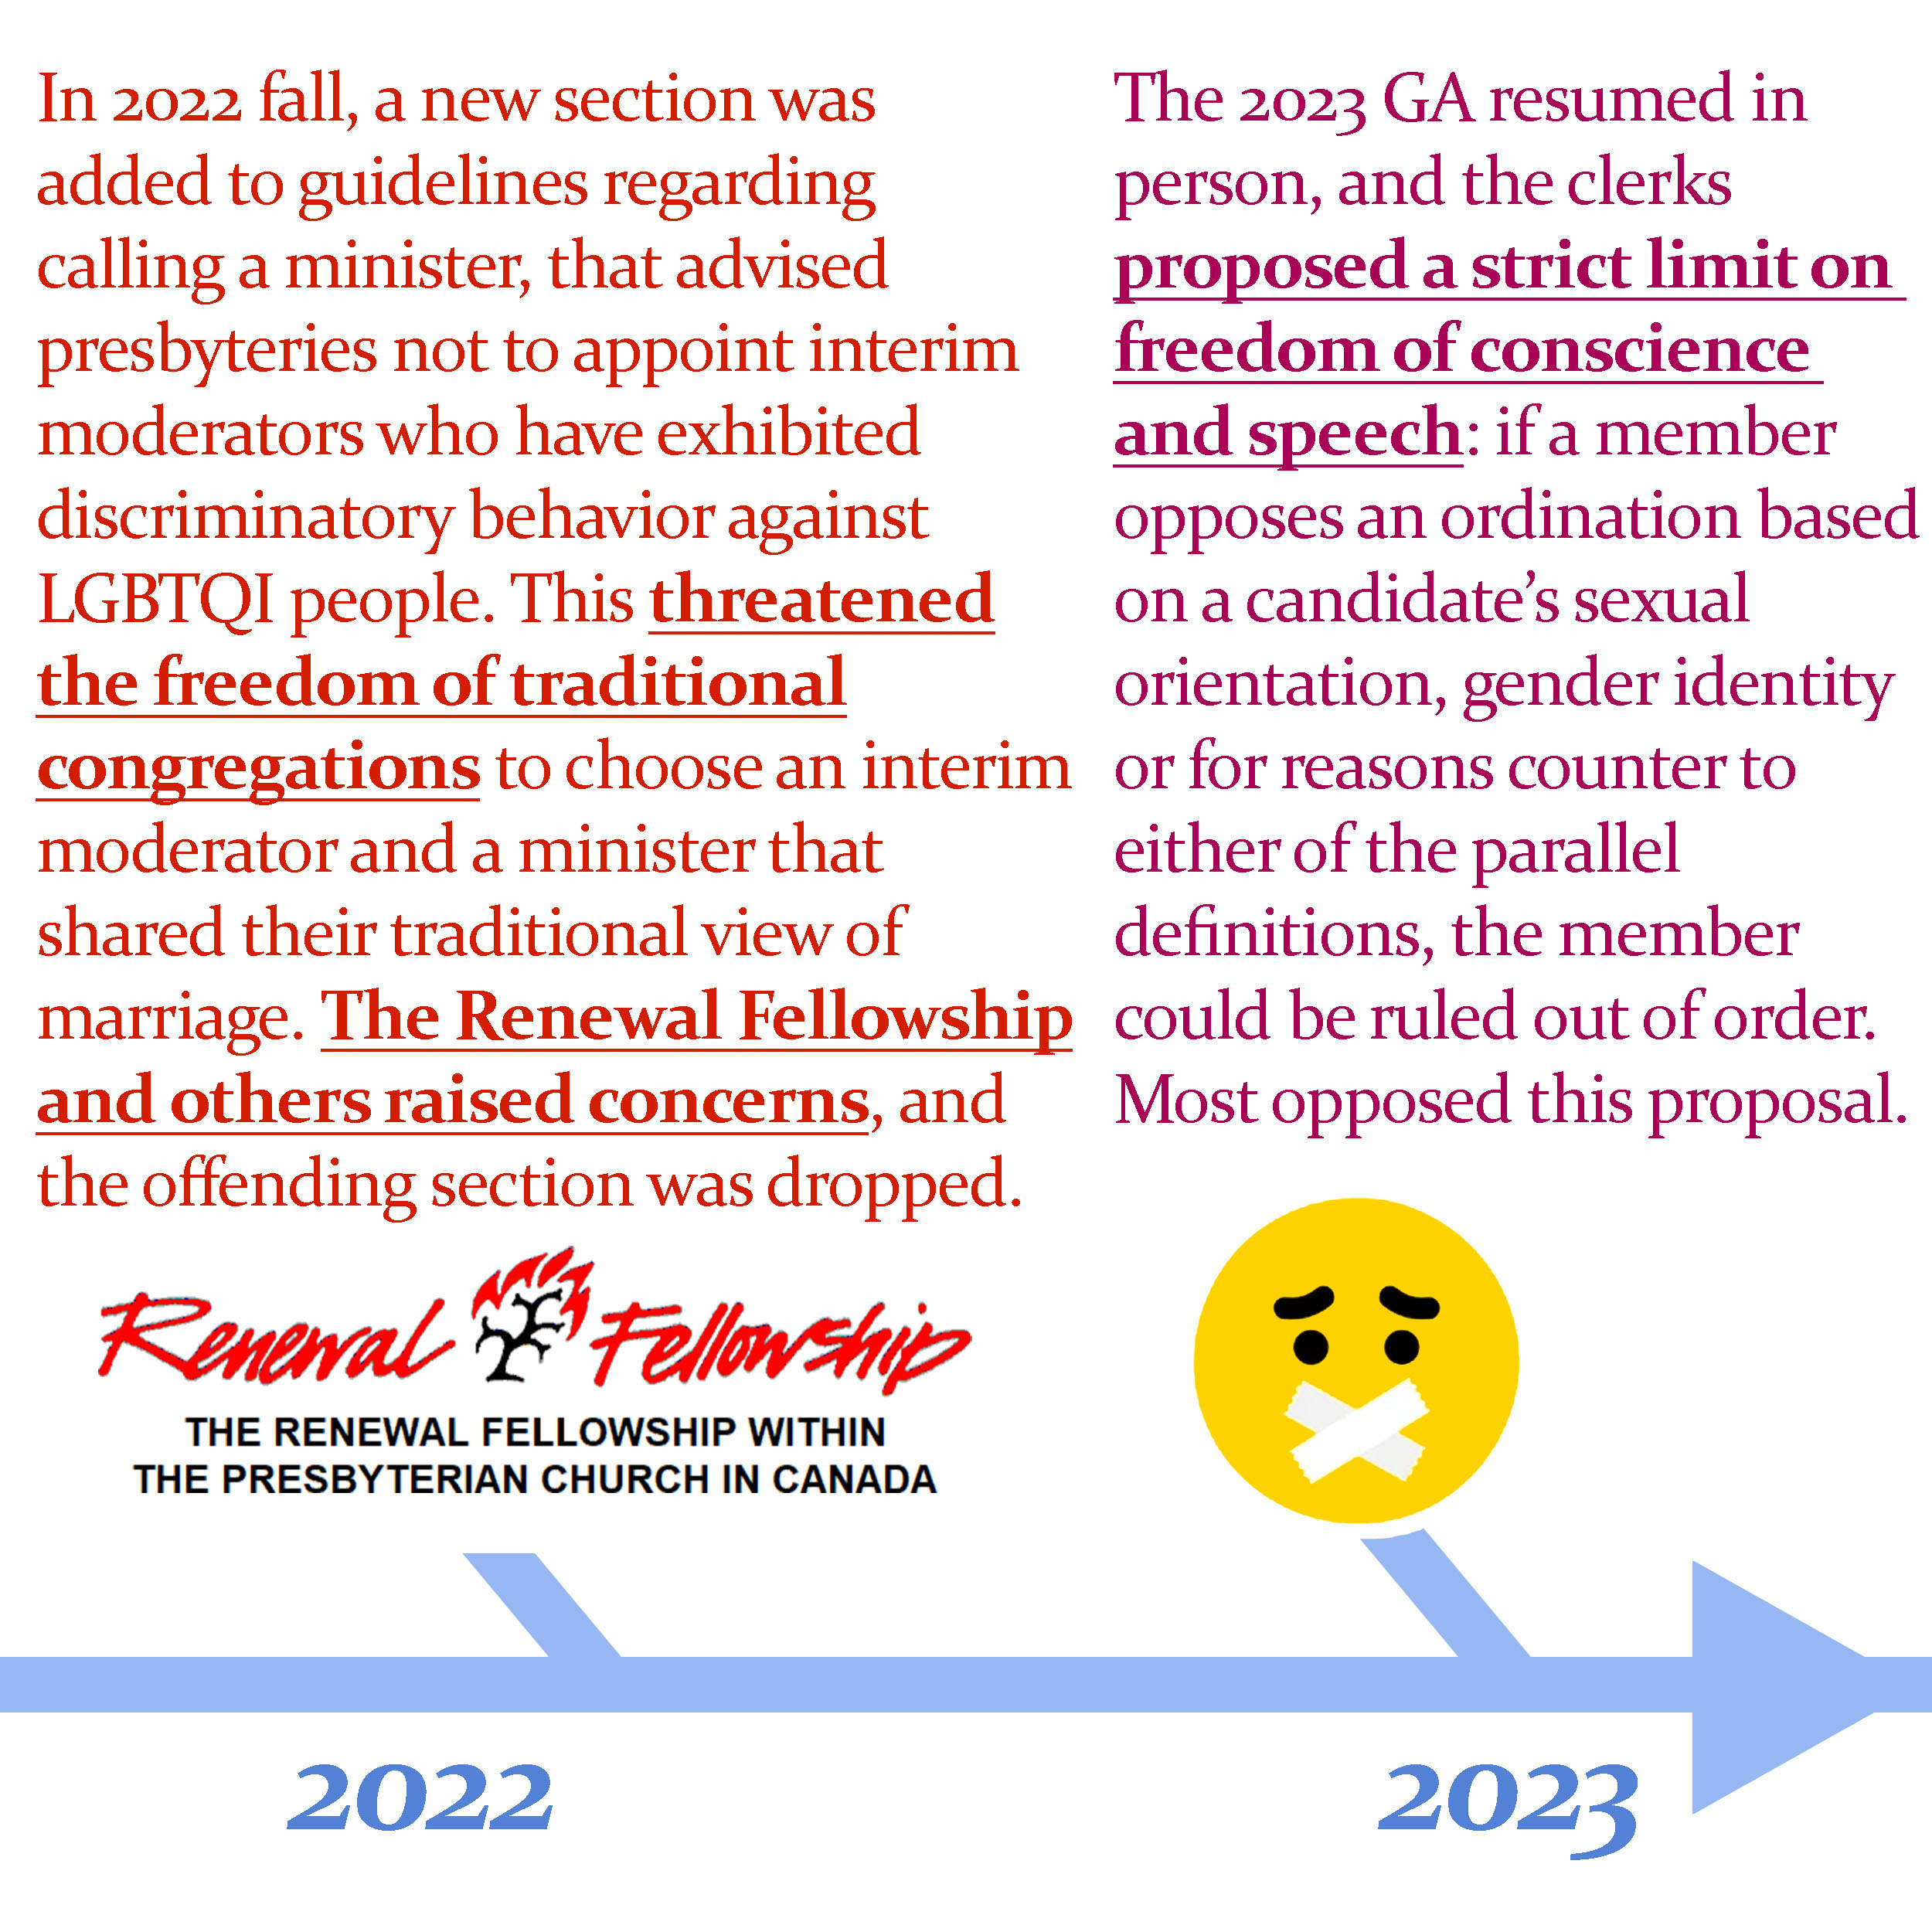 In 2022 fall, a new section was
added to guidelines regarding
calling a minister, that advised
presbyteries not to appoint interim
moderators who have exhibited
discriminatory behavior against
LGBTQI people. This threatened
the freedom of traditional
congregations to choose an interim
moderator and a minister that
shared their traditional view of
marriage. The Renewal Fellowship
and others raised concerns, and
the offending section was dropped.
Renewal Fellowship
THE RENEWAL FELLOWSHIP WITHIN
THE PRESBYTERIAN CHURCH IN CANADA
The 2023 GA resumed in
person, and the clerks
proposed a strict limit on
freedom of conscience
and speech: if a member
opposes an ordination based
on a candidate’s sexual
orientation, gender identity
or for reasons counter to
either of the parallel
definitions, the member
could be ruled out of order.
Most opposed this proposal.
2022
2023